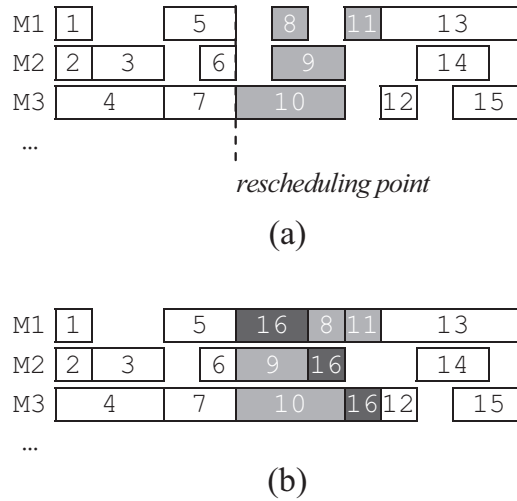 M1 1 5 8 11 13
M2 2 3 6 9 14
M3 4 7 10 12 15
...
rescheduling point
(a)
M1 1 5 16 8 11 13
M2 2 3 6 9 16 14
M3 4 7 10 16 12 15
...
(b)